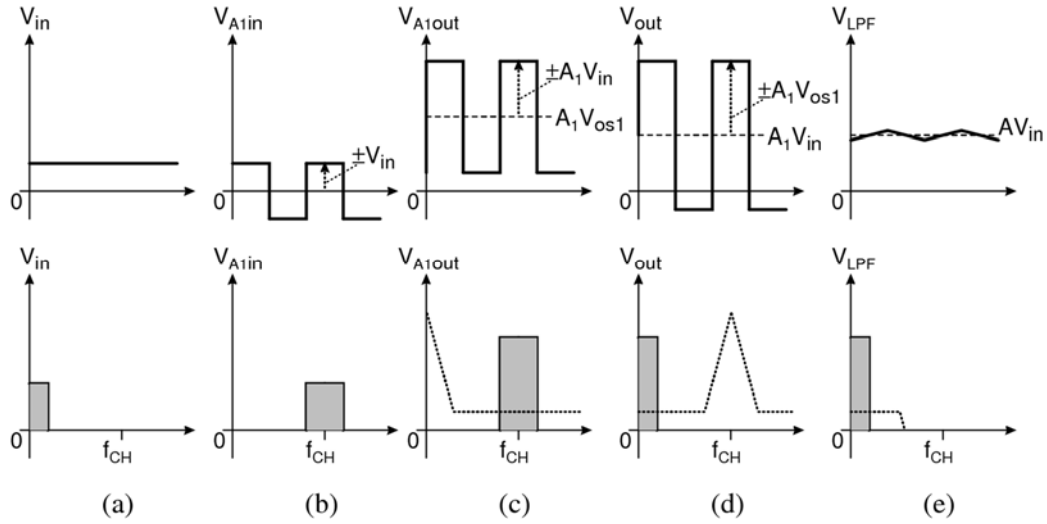 V_in
V_A1in
V_A1out
V_out
V_LPF
±V_in
±A_1V_in
A_1V_os1
±A_1V_os1
A_1V_in
AV_in
0
0
0
0
0
V_in
V_A1in
V_A1out
V_out
V_LPF
0
0
0
0
0
f_CH
f_CH
f_CH
f_CH
f_CH
(a)
(b)
(c)
(d)
(e)